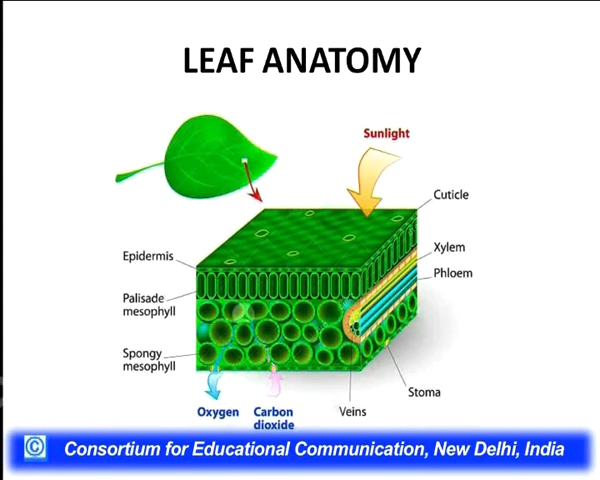 LEAF ANATOMY
Sunlight
Cuticle
Epidermis
Xylem
Phloem
Palisade
mesophyll
Spongy
mesophyll
Stoma
Oxygen
Carbon
dioxide
Veins
© Consortium for Educational Communication, New Delhi, India